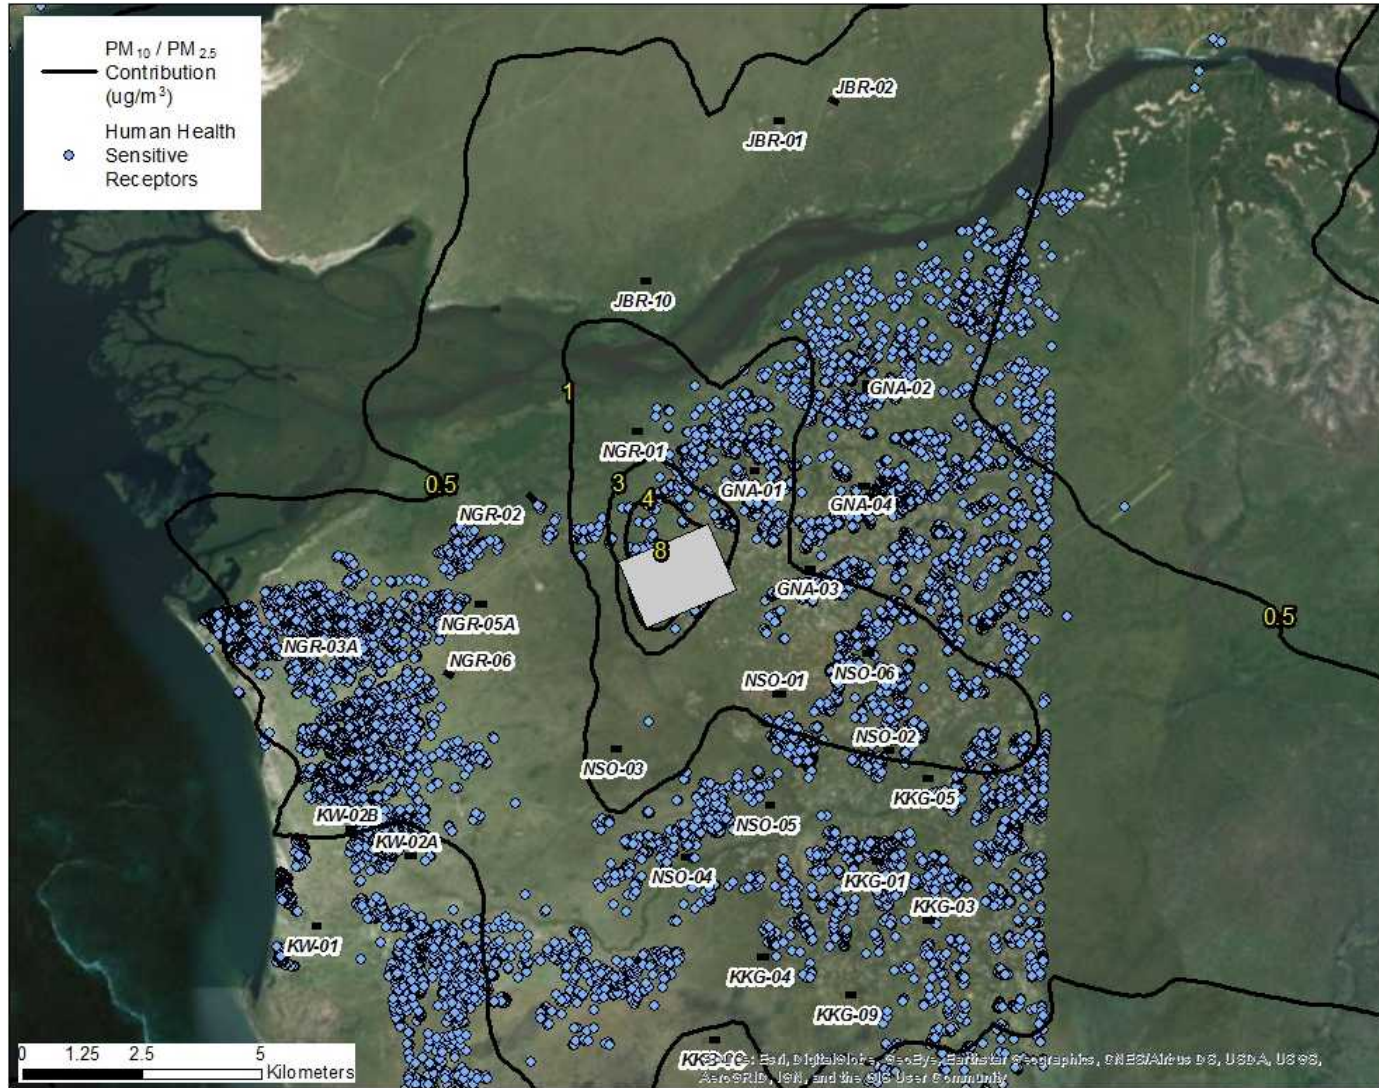 PM 10 / PM 2.5
Contribution
(ug/m³)
Human Health
Sensitive
Receptors
JBR-02
JBR-01
JBR-10
1
GNA-02
NGR-01
0.5
3
4
GNA-01
GNA-04
NGR-02
8
GNA-03
NGR-05A
0.5
NGR-03A
NGR-06
NSO-06
NSO-01
NSO-02
NSO-03
KKG-05
KW-02B
NSO-05
KW-02A
NSO-04
KKG-01
KKG-03
KW-01
KKG-04
KKG-09
0 1.25 2.5 5
Kilometers
Esri, DigitalGlobe, GeoEye, Earthstar Geographics, CNES/Airbus DS, USDA, USGS,
AeroGRID, IGN, and the GIS User Community